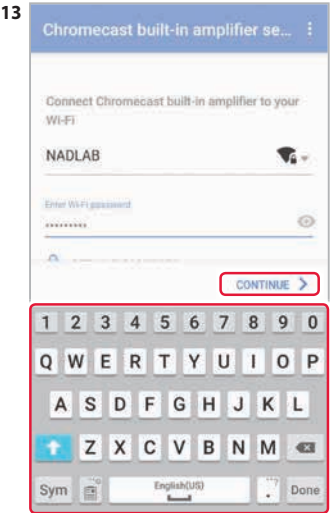 13
Chromecast built-in amplifier se...
Connect Chromecast built-in amplifier to your
Wi-Fi
NADLAB
Enter Wi-Fi password
•••••••••
CONTINUE
1 2 3 4 5 6 7 8 9 0
Q W E R T Y U I O P
A S D F G H J K L
Z X C V B N M
Sym English(US) . Done